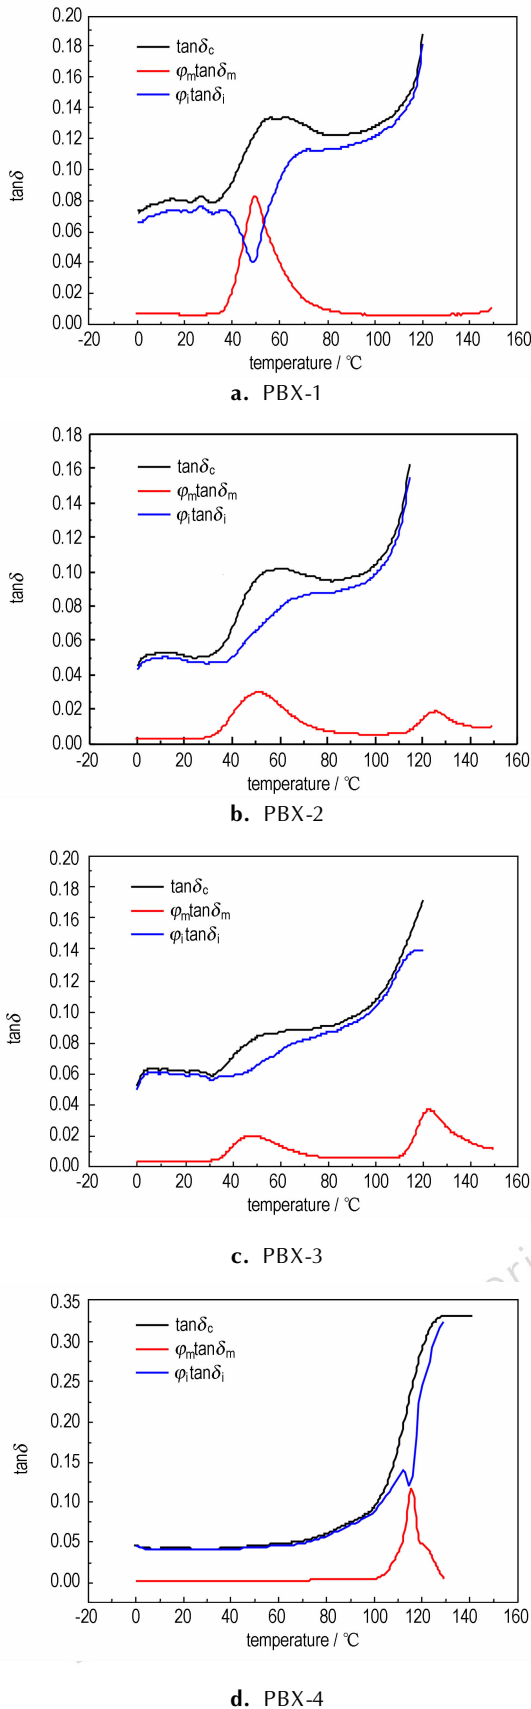 0.20
0.18
0.16
0.14
0.12
0.10
0.08
0.06
0.04
0.02
0.00
tanδ
tanδc
φmtanδm
φitanδi
-20 0 20 40 60 80 100 120 140 160
temperature / ℃
a. PBX-1
0.18
0.16
0.14
0.12
0.10
0.08
0.06
0.04
0.02
0.00
tanδ
tanδc
φmtanδm
φitanδi
-20 0 20 40 60 80 100 120 140 160
temperature / ℃
b. PBX-2
0.20
0.18
0.16
0.14
0.12
0.10
0.08
0.06
0.04
0.02
0.00
tanδ
tanδc
φmtanδm
φitanδi
-20 0 20 40 60 80 100 120 140 160
temperature / ℃
c. PBX-3
0.35
0.30
0.25
0.20
0.15
0.10
0.05
0.00
tanδ
tanδc
φmtanδm
φitanδi
-20 0 20 40 60 80 100 120 140 160
temperature / ℃
d. PBX-4